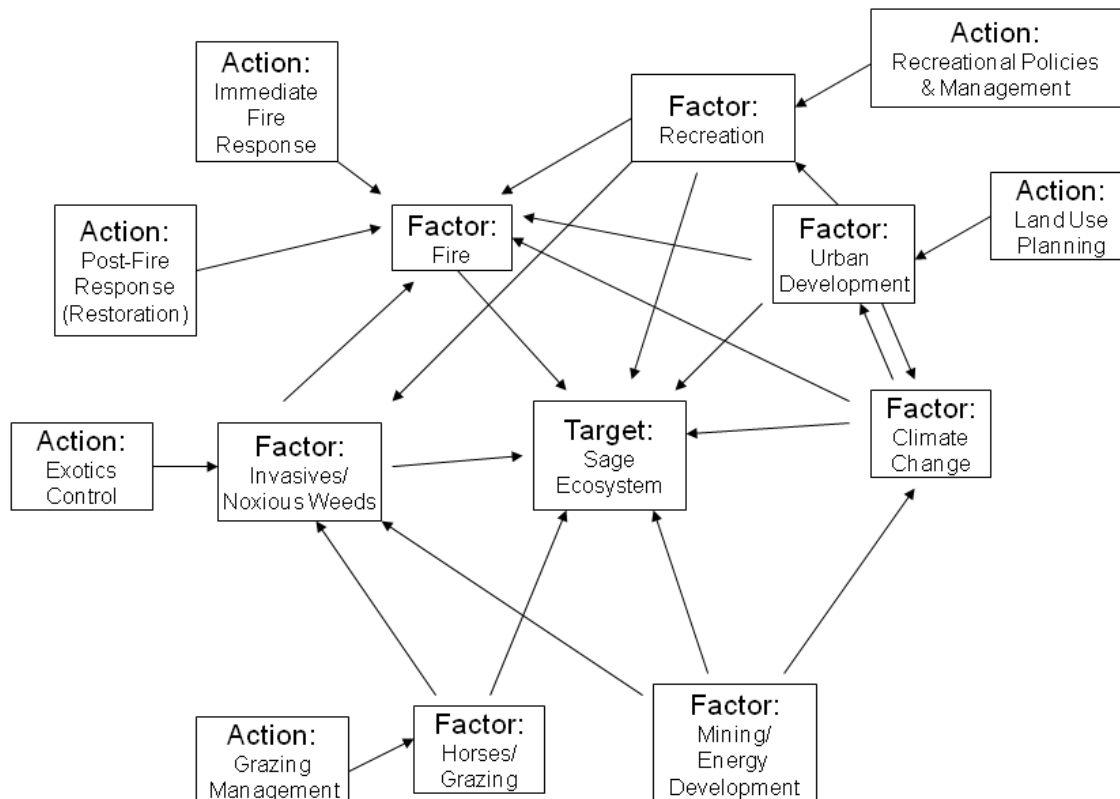 Action:
Immediate
Fire
Response
Factor:
Recreation
Action:
Recreational Policies
& Management
Action:
Post-Fire
Response
(Restoration)
Factor:
Fire
Factor:
Urban
Development
Action:
Land Use
Planning
Action:
Exotics
Control
Factor:
Invasives/
Noxious Weeds
Target:
Sage
Ecosystem
Factor:
Climate
Change
Action:
Grazing
Management
Factor:
Horses/
Grazing
Factor:
Mining/
Energy
Development